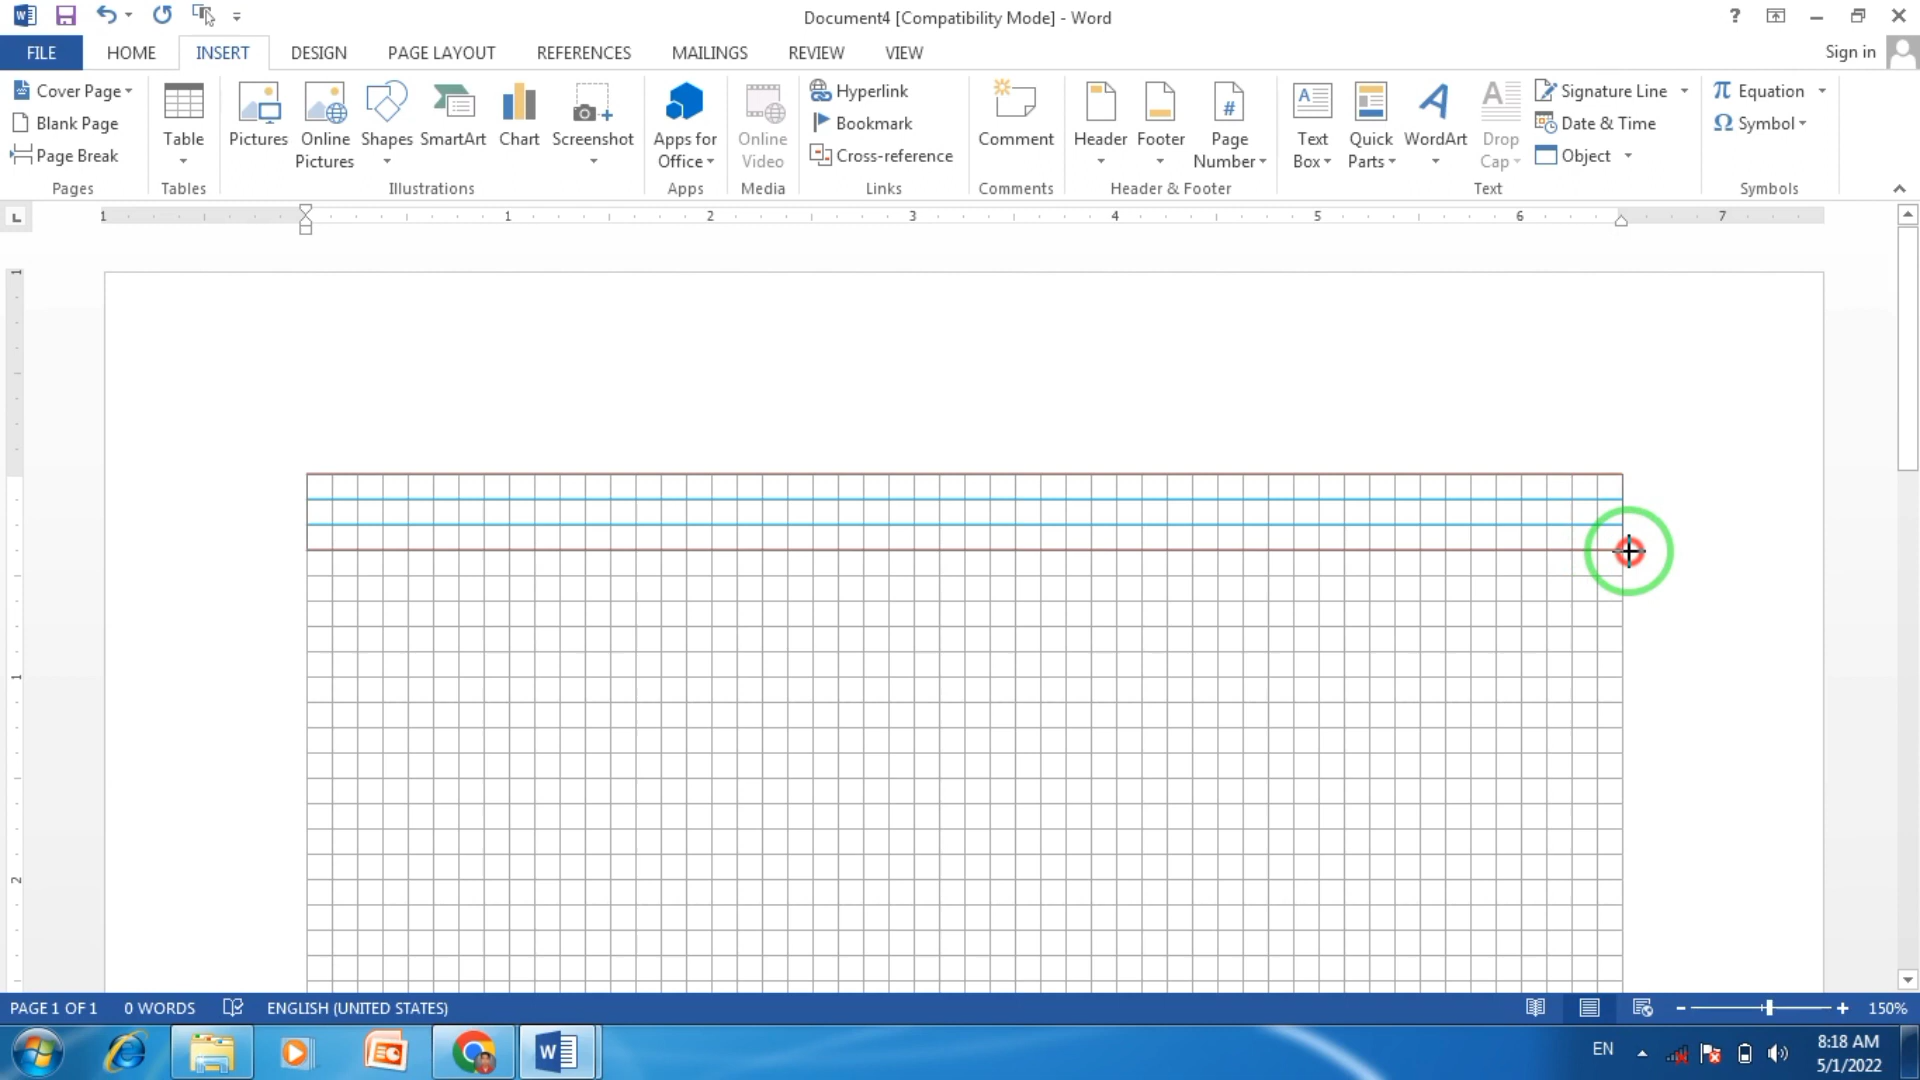 Document4 [Compatibility Mode] - Word
?
FILE HOME INSERT DESIGN PAGE LAYOUT REFERENCES MAILINGS REVIEW VIEW Sign in
Cover Page
Blank Page
Page Break
Pages
Table
Tables
Pictures
Online
Pictures
Shapes
SmartArt
Chart
Screenshot
Illustrations
Apps for
Office
Apps
Online
Video
Media
Hyperlink
Bookmark
Cross-reference
Links
Comment
Comments
Header
Footer
Page
Number
Header & Footer
Text
Box
Quick
Parts
WordArt
Drop
Cap
Signature Line
Date & Time
Object
Text
π Equation
Ω Symbol
Symbols
1 1 2 3 4 5 6 7
1
1
2
PAGE 1 OF 1 0 WORDS ENGLISH (UNITED STATES) 150%
EN
8:18 AM
5/1/2022